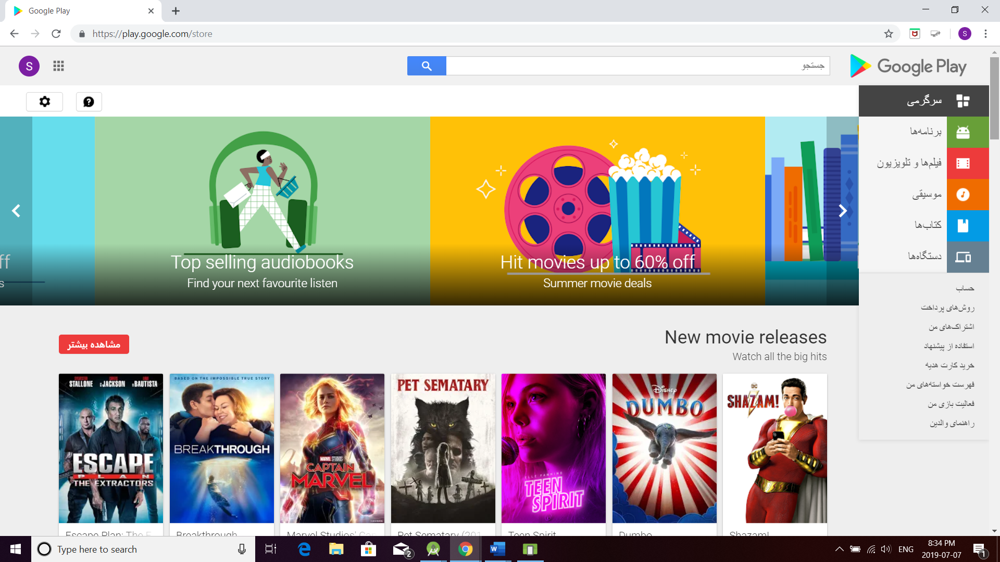 Google Play
https://play.google.com/store
S
S
جستجو
Google Play
سرگرمی
برنامه‌ها
فیلم‌ها و تلویزیون
موسیقی
کتاب‌ها
دستگاه‌ها
حساب
روش‌های پرداخت
اشتراک‌های من
استفاده از پیشنهاد
خرید کارت هدیه
فهرست خواسته‌های من
فعالیت بازی من
راهنمای والدین
Top selling audiobooks
Find your next favourite listen
Hit movies up to 60% off
Summer movie deals
New movie releases
Watch all the big hits
مشاهده بیشتر
STALLONE JACKSON BAUTISTA
ESCAPE
PLAN
THE EXTRACTORS
BASED ON THE IMPOSSIBLE TRUE STORY
BREAKTHROUGH
MARVEL STUDIOS
CAPTAIN
MARVEL
PET SEMATARY
ELLE FANNING
TEEN
SPIRIT
DISNEY
DUMBO
DC
SHAZAM!
Escape Plan: The E
Breakthrough
Marvel Studios' Cap
Pet Sematary (201
Teen Spirit
Dumbo
Shazam!
Type here to search
2
ENG
8:34 PM
2019-07-07
1